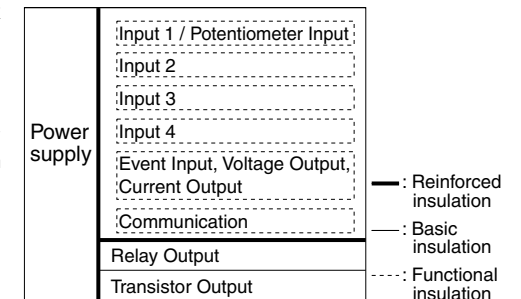 Power
supply
Input 1 / Potentiometer Input
Input 2
Input 3
Input 4
Event Input, Voltage Output,
Current Output
Communication
Relay Output
Transistor Output
: Reinforced
insulation
: Basic
insulation
: Functional
insulation